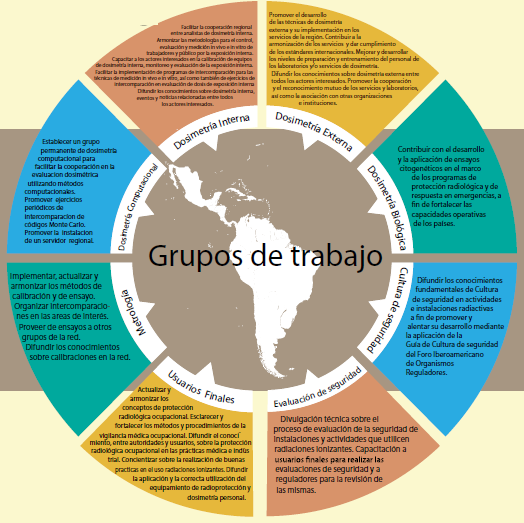 Facilitar la cooperación regional
entre analistas de dosimetría interna.
Armonizar las metodologías para el control,
evaluación y medición in vivo e in vitro de
trabajadores y público por la exposición interna.
Capacitar a los actores interesados en la calibración de equipos
de dosimetría interna, monitoreo y evaluación de la exposición interna.
Facilitar la implementación de programas de intercomparación para las
técnicas de medición in vivo e in vitro, así como también de ejercicios de
intercomparación en evaluación de dosis de exposición interna
Difundir los conocimientos sobre dosimetría interna,
eventos y noticias relacionadas entre todos
los actores interesados.
Dosimetría Interna
Promover el desarrollo
de las técnicas de dosimetría
externa y su implementación en los
servicios de la región. Contribuir a la
armonización de los servicios y dar cumplimiento
de los estándares internacionales. Mejorar y desarrollar
los niveles de preparación y entrenamiento del personal de
los laboratorios y/o servicios de dosimetría.
Difundir los conocimientos sobre dosimetría externa entre
todos los actores interesados. Promover la cooperación
y el reconocimiento mutuo de los servicios y laboratorios,
así como la asociación con otras organizaciones
e instituciones.
Dosimetría Externa
Contribuir con el desarrollo
y la aplicación de ensayos
citogenéticos en el marco
de los programas de
protección radiológica y de
respuesta en emergencias, a
fin de fortalecer las
capacidades operativas
de los países.
Dosimetría Biológica
Difundir los conocimientos
fundamentales de Cultura
de seguridad en actividades
e instalaciones radiactivas
a fin de promover y
alentar su desarrollo mediante
la aplicación de la
Guía de Cultura de seguridad
del Foro Iberoamericano
de Organismos
Reguladores.
Cultura de seguridad
Divulgación técnica sobre el
proceso de evaluación de la seguridad de
instalaciones y actividades que utilicen
radiaciones ionizantes. Capacitación a
usuarios finales para realizar las
evaluaciones de seguridad y a
reguladores para la revisión de
las mismas.
Evaluación de seguridad
Actualizar y
armonizar los
conceptos de protección
radiológica ocupacional. Esclarecer y
fortalecer los métodos y procedimientos de la
vigilancia médica ocupacional. Difundir el conoci´
miento, entre autoridades y usuarios, sobre la protección
radiológica ocupacional en las prácticas médica e indús
trial. Concientizar sobre la realización de buenas
practicas en el uso radiaciones ionizantes. Difundir
la aplicación y la correcta utilización del
equipamiento de radioprotección y
dosimetría personal.
Usuarios Finales
Implementar, actualizar y
armonizar los métodos de
calibración y de ensayo.
Organizar intercomparacio-
nes en las áreas de interés.
Proveer de ensayos a otros
grupos de la red.
Difundir los conocimientos
sobre calibraciones en la red.
Metrología
Establecer un grupo
permanente de dosimetría
computacional para
facilitar la cooperación en la
evaluacion dosimétrica
utilizando métodos
computacionales.
Promover ejercicios
periódicos de
intercomparacion de
códigos Monte Carlo.
Promover la instalacion
de un servidor regional.
Dosimetría Computacional
Grupos de trabajo